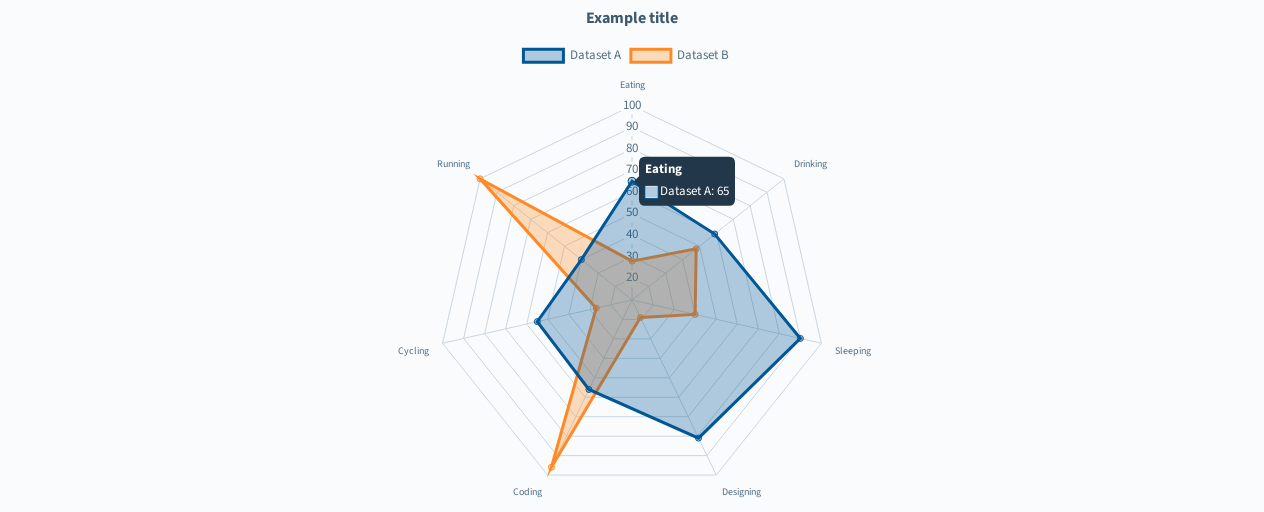 Example title
Dataset A
Dataset B
Eating
100
90
80
70
60
50
40
30
20
Running
Drinking
Eating
Dataset A: 65
Cycling
Sleeping
Coding
Designing